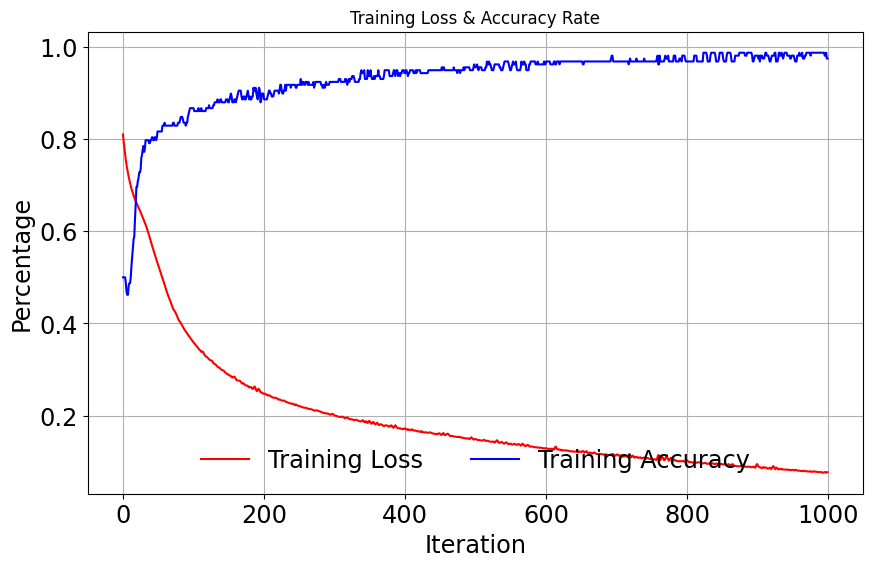 Training Loss & Accuracy Rate
1.0
0.8
0.6
0.4
0.2
Percentage
Training Loss
Training Accuracy
0 200 400 600 800 1000
Iteration